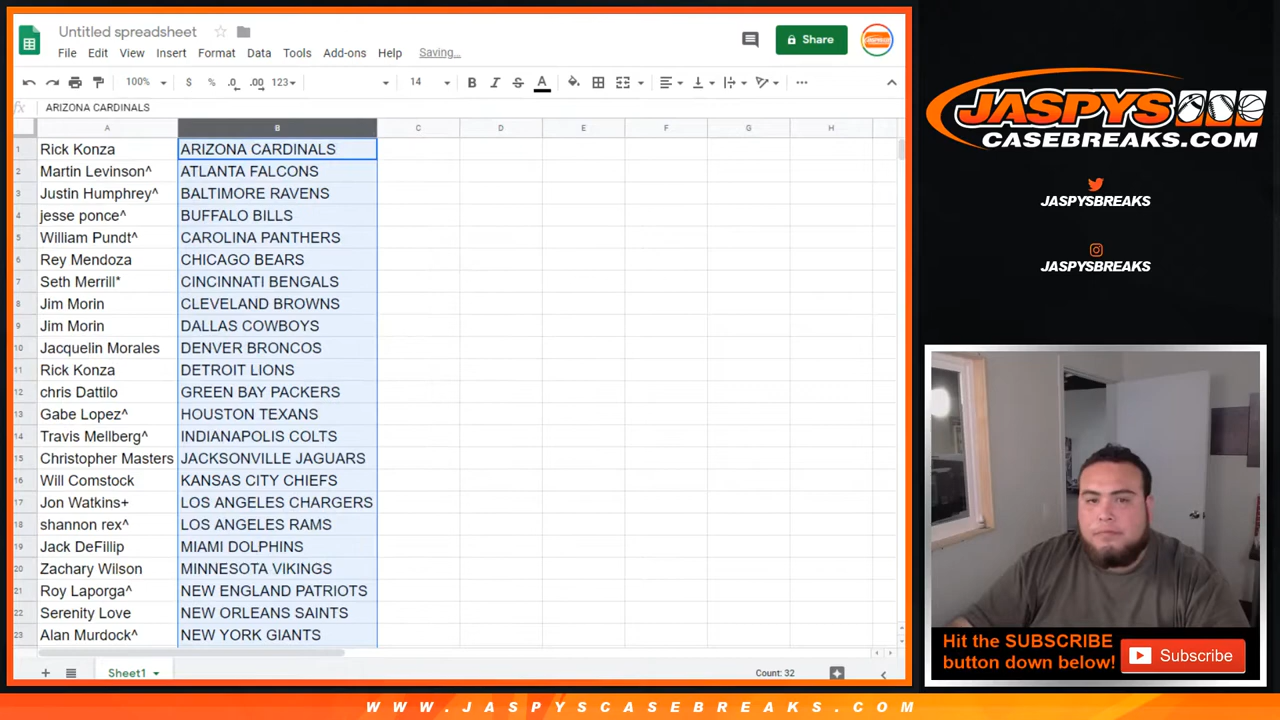 Untitled spreadsheet
File Edit View Insert Format Data Tools Add-ons Help Saving...
Share
100% $ % .0 .00 123 14 B I S A
fx ARIZONA CARDINALS
A B C D E F G H
1 Rick Konza ARIZONA CARDINALS
2 Martin Levinson^ ATLANTA FALCONS
3 Justin Humphrey^ BALTIMORE RAVENS
4 jesse ponce^ BUFFALO BILLS
5 William Pundt^ CAROLINA PANTHERS
6 Rey Mendoza CHICAGO BEARS
7 Seth Merrill* CINCINNATI BENGALS
8 Jim Morin CLEVELAND BROWNS
9 Jim Morin DALLAS COWBOYS
10 Jacquelin Morales DENVER BRONCOS
11 Rick Konza DETROIT LIONS
12 chris Dattilo GREEN BAY PACKERS
13 Gabe Lopez^ HOUSTON TEXANS
14 Travis Mellberg^ INDIANAPOLIS COLTS
15 Christopher Masters JACKSONVILLE JAGUARS
16 Will Comstock KANSAS CITY CHIEFS
17 Jon Watkins+ LOS ANGELES CHARGERS
18 shannon rex^ LOS ANGELES RAMS
19 Jack DeFillip MIAMI DOLPHINS
20 Zachary Wilson MINNESOTA VIKINGS
21 Roy Laporga^ NEW ENGLAND PATRIOTS
22 Serenity Love NEW ORLEANS SAINTS
23 Alan Murdock^ NEW YORK GIANTS
Sheet1 Count: 32
JASPYS
CASEBREAKS.COM
JASPYSBREAKS
JASPYSBREAKS
Hit the SUBSCRIBE
button down below!
Subscribe
WWW.JASPYSCASEBREAKS.COM